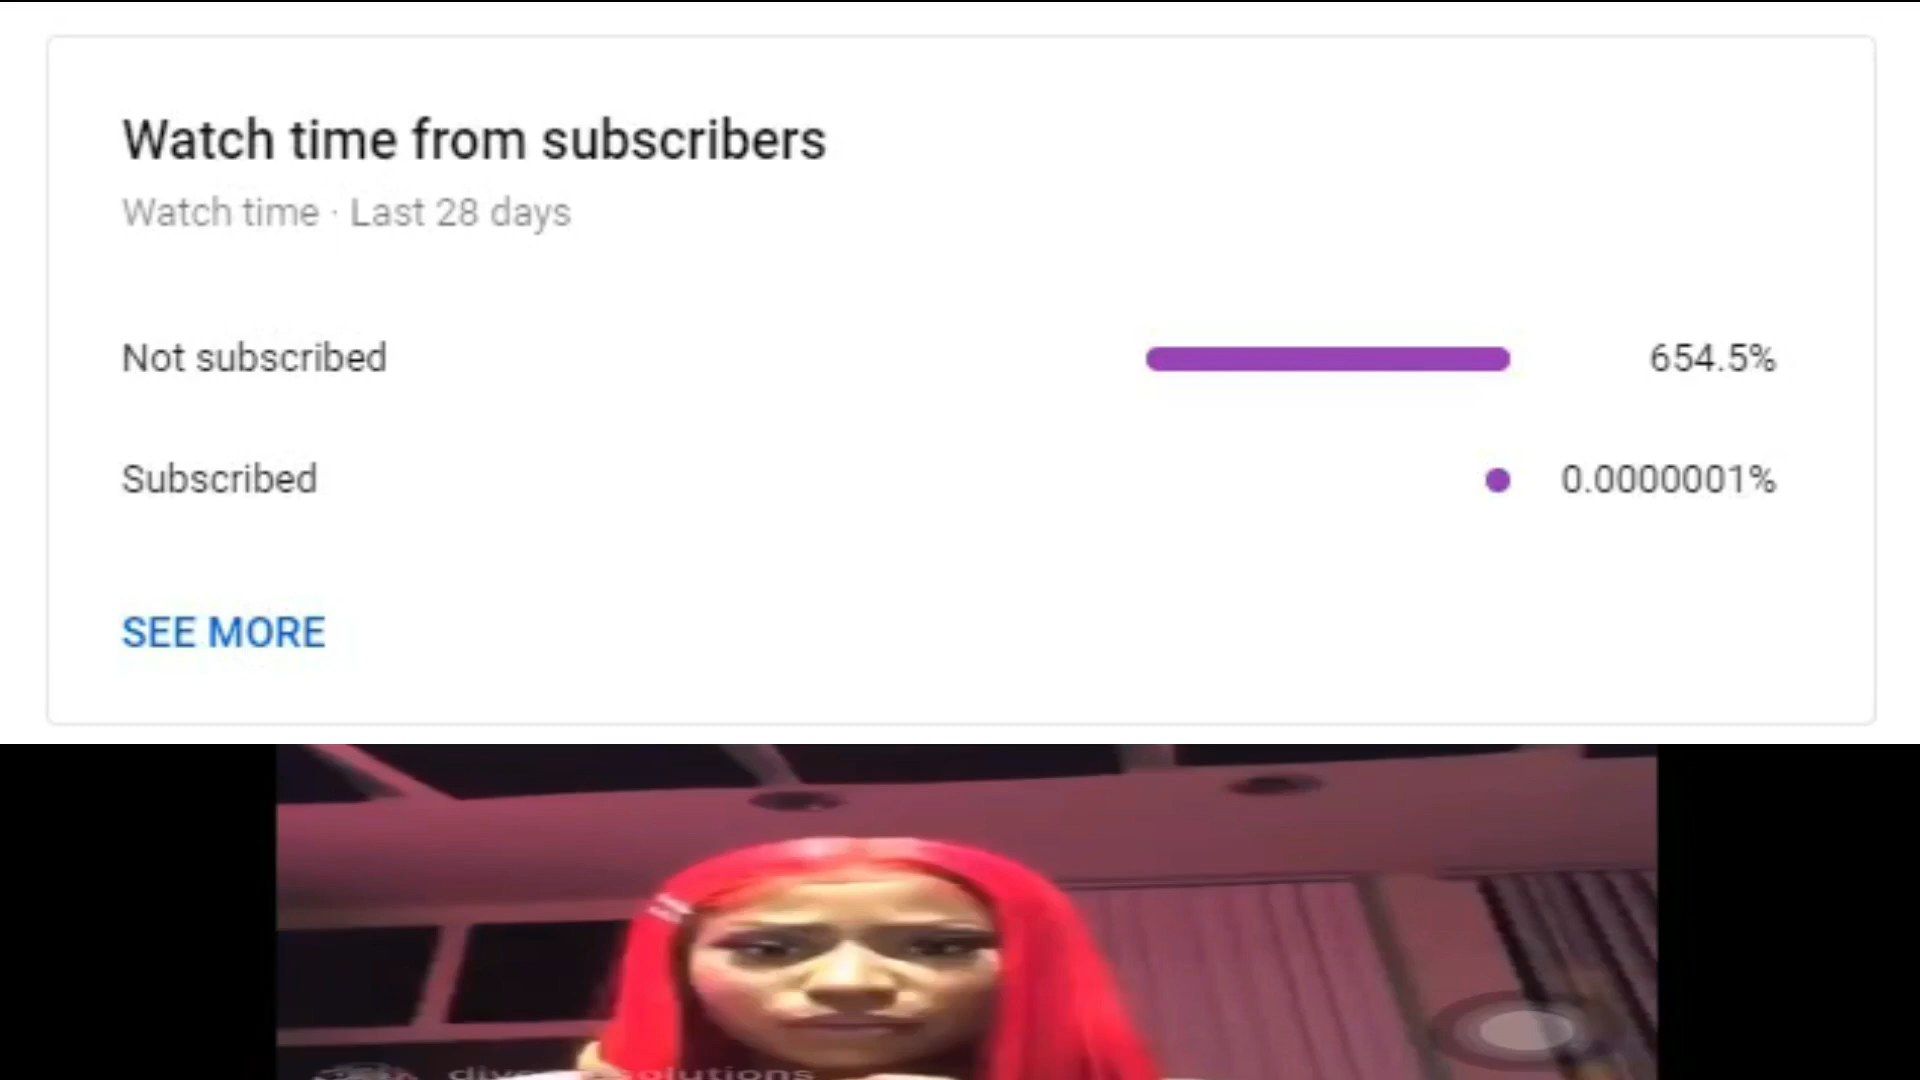 Watch time from subscribers
Watch time · Last 28 days
Not subscribed 654.5%
Subscribed 0.0000001%
SEE MORE